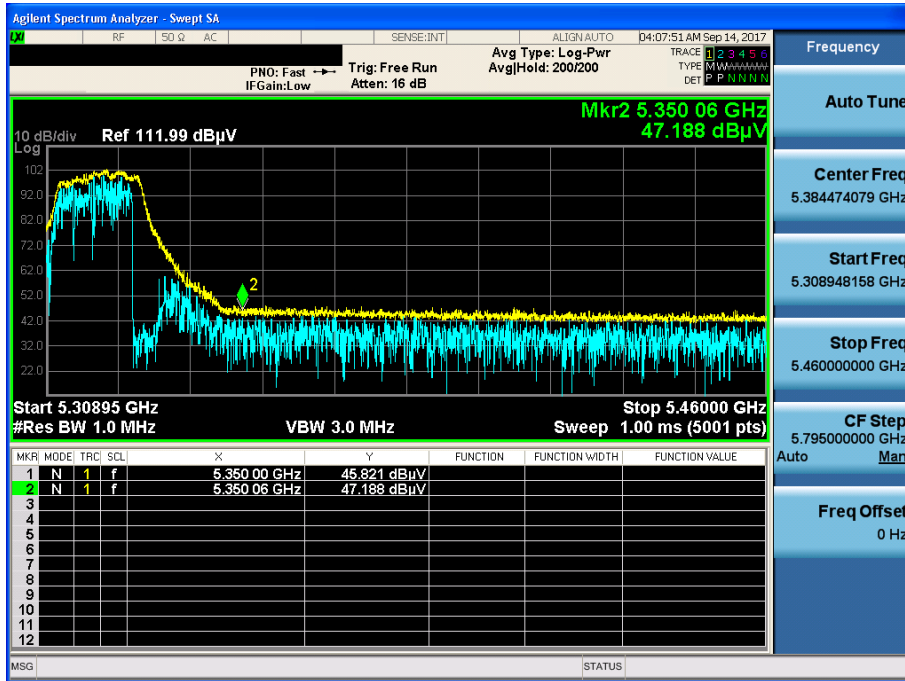 Agilent Spectrum Analyzer - Swept SA
LXI RF 50 Ω AC SENSE:INT ALIGN AUTO 04:07:51 AM Sep 14, 2017
PNO: Fast
IFGain:Low
Trig: Free Run
Atten: 16 dB
Avg Type: Log-Pwr
Avg|Hold: 200/200
TRACE 1 2 3 4 5 6
TYPE MWWWWW
DET P P N N N N
Mkr2 5.350 06 GHz
47.188 dBµV
10 dB/div Ref 111.99 dBµV
Log
102
92.0
82.0
72.0
62.0
52.0
42.0
32.0
22.0
2
Start 5.30895 GHz Stop 5.46000 GHz
#Res BW 1.0 MHz VBW 3.0 MHz Sweep 1.00 ms (5001 pts)
MKR MODE TRC SCL X Y FUNCTION FUNCTION WIDTH FUNCTION VALUE
1 N 1 f 5.350 00 GHz 45.821 dBµV
2 N 1 f 5.350 06 GHz 47.188 dBµV
3
4
5
6
7
8
9
10
11
12
MSG STATUS
Frequency
Auto Tune
Center Freq
5.384474079 GHz
Start Freq
5.308948158 GHz
Stop Freq
5.460000000 GHz
CF Step
5.795000000 GHz
Auto Man
Freq Offset
0 Hz